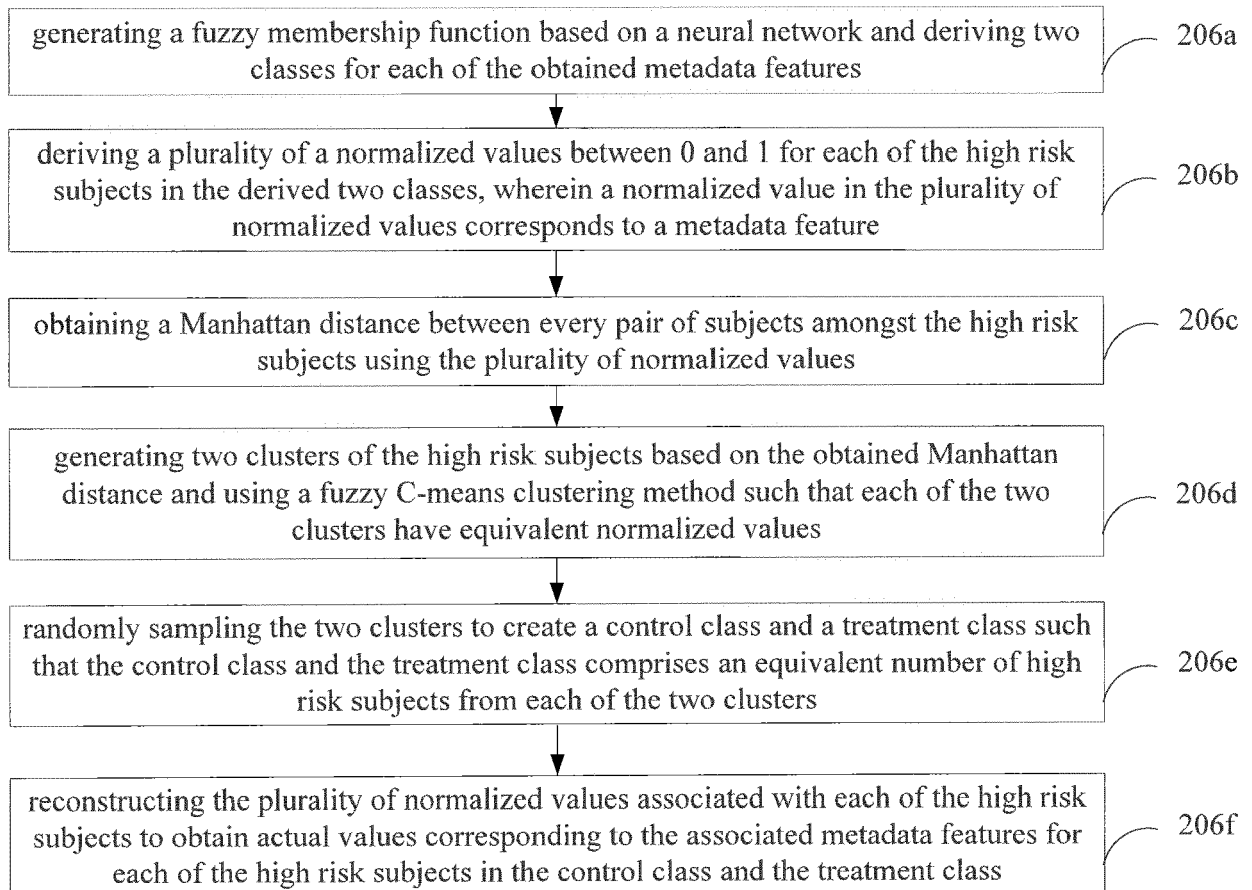 generating a fuzzy membership function based on a neural network and deriving two
classes for each of the obtained metadata features
206a
deriving a plurality of a normalized values between 0 and 1 for each of the high risk
subjects in the derived two classes, wherein a normalized value in the plurality of
normalized values corresponds to a metadata feature
206b
obtaining a Manhattan distance between every pair of subjects amongst the high risk
subjects using the plurality of normalized values
206c
generating two clusters of the high risk subjects based on the obtained Manhattan
distance and using a fuzzy C-means clustering method such that each of the two
clusters have equivalent normalized values
206d
randomly sampling the two clusters to create a control class and a treatment class such
that the control class and the treatment class comprises an equivalent number of high
risk subjects from each of the two clusters
206e
reconstructing the plurality of normalized values associated with each of the high risk
subjects to obtain actual values corresponding to the associated metadata features for
each of the high risk subjects in the control class and the treatment class
206f